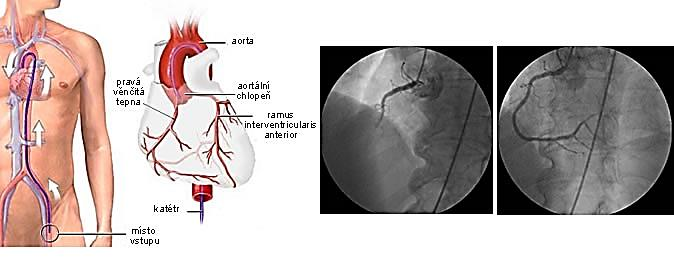 aorta
pravá
věnčitá
tepna
aortální
chlopeň
ramus
interventricularis
anterior
katétr
místo
vstupu